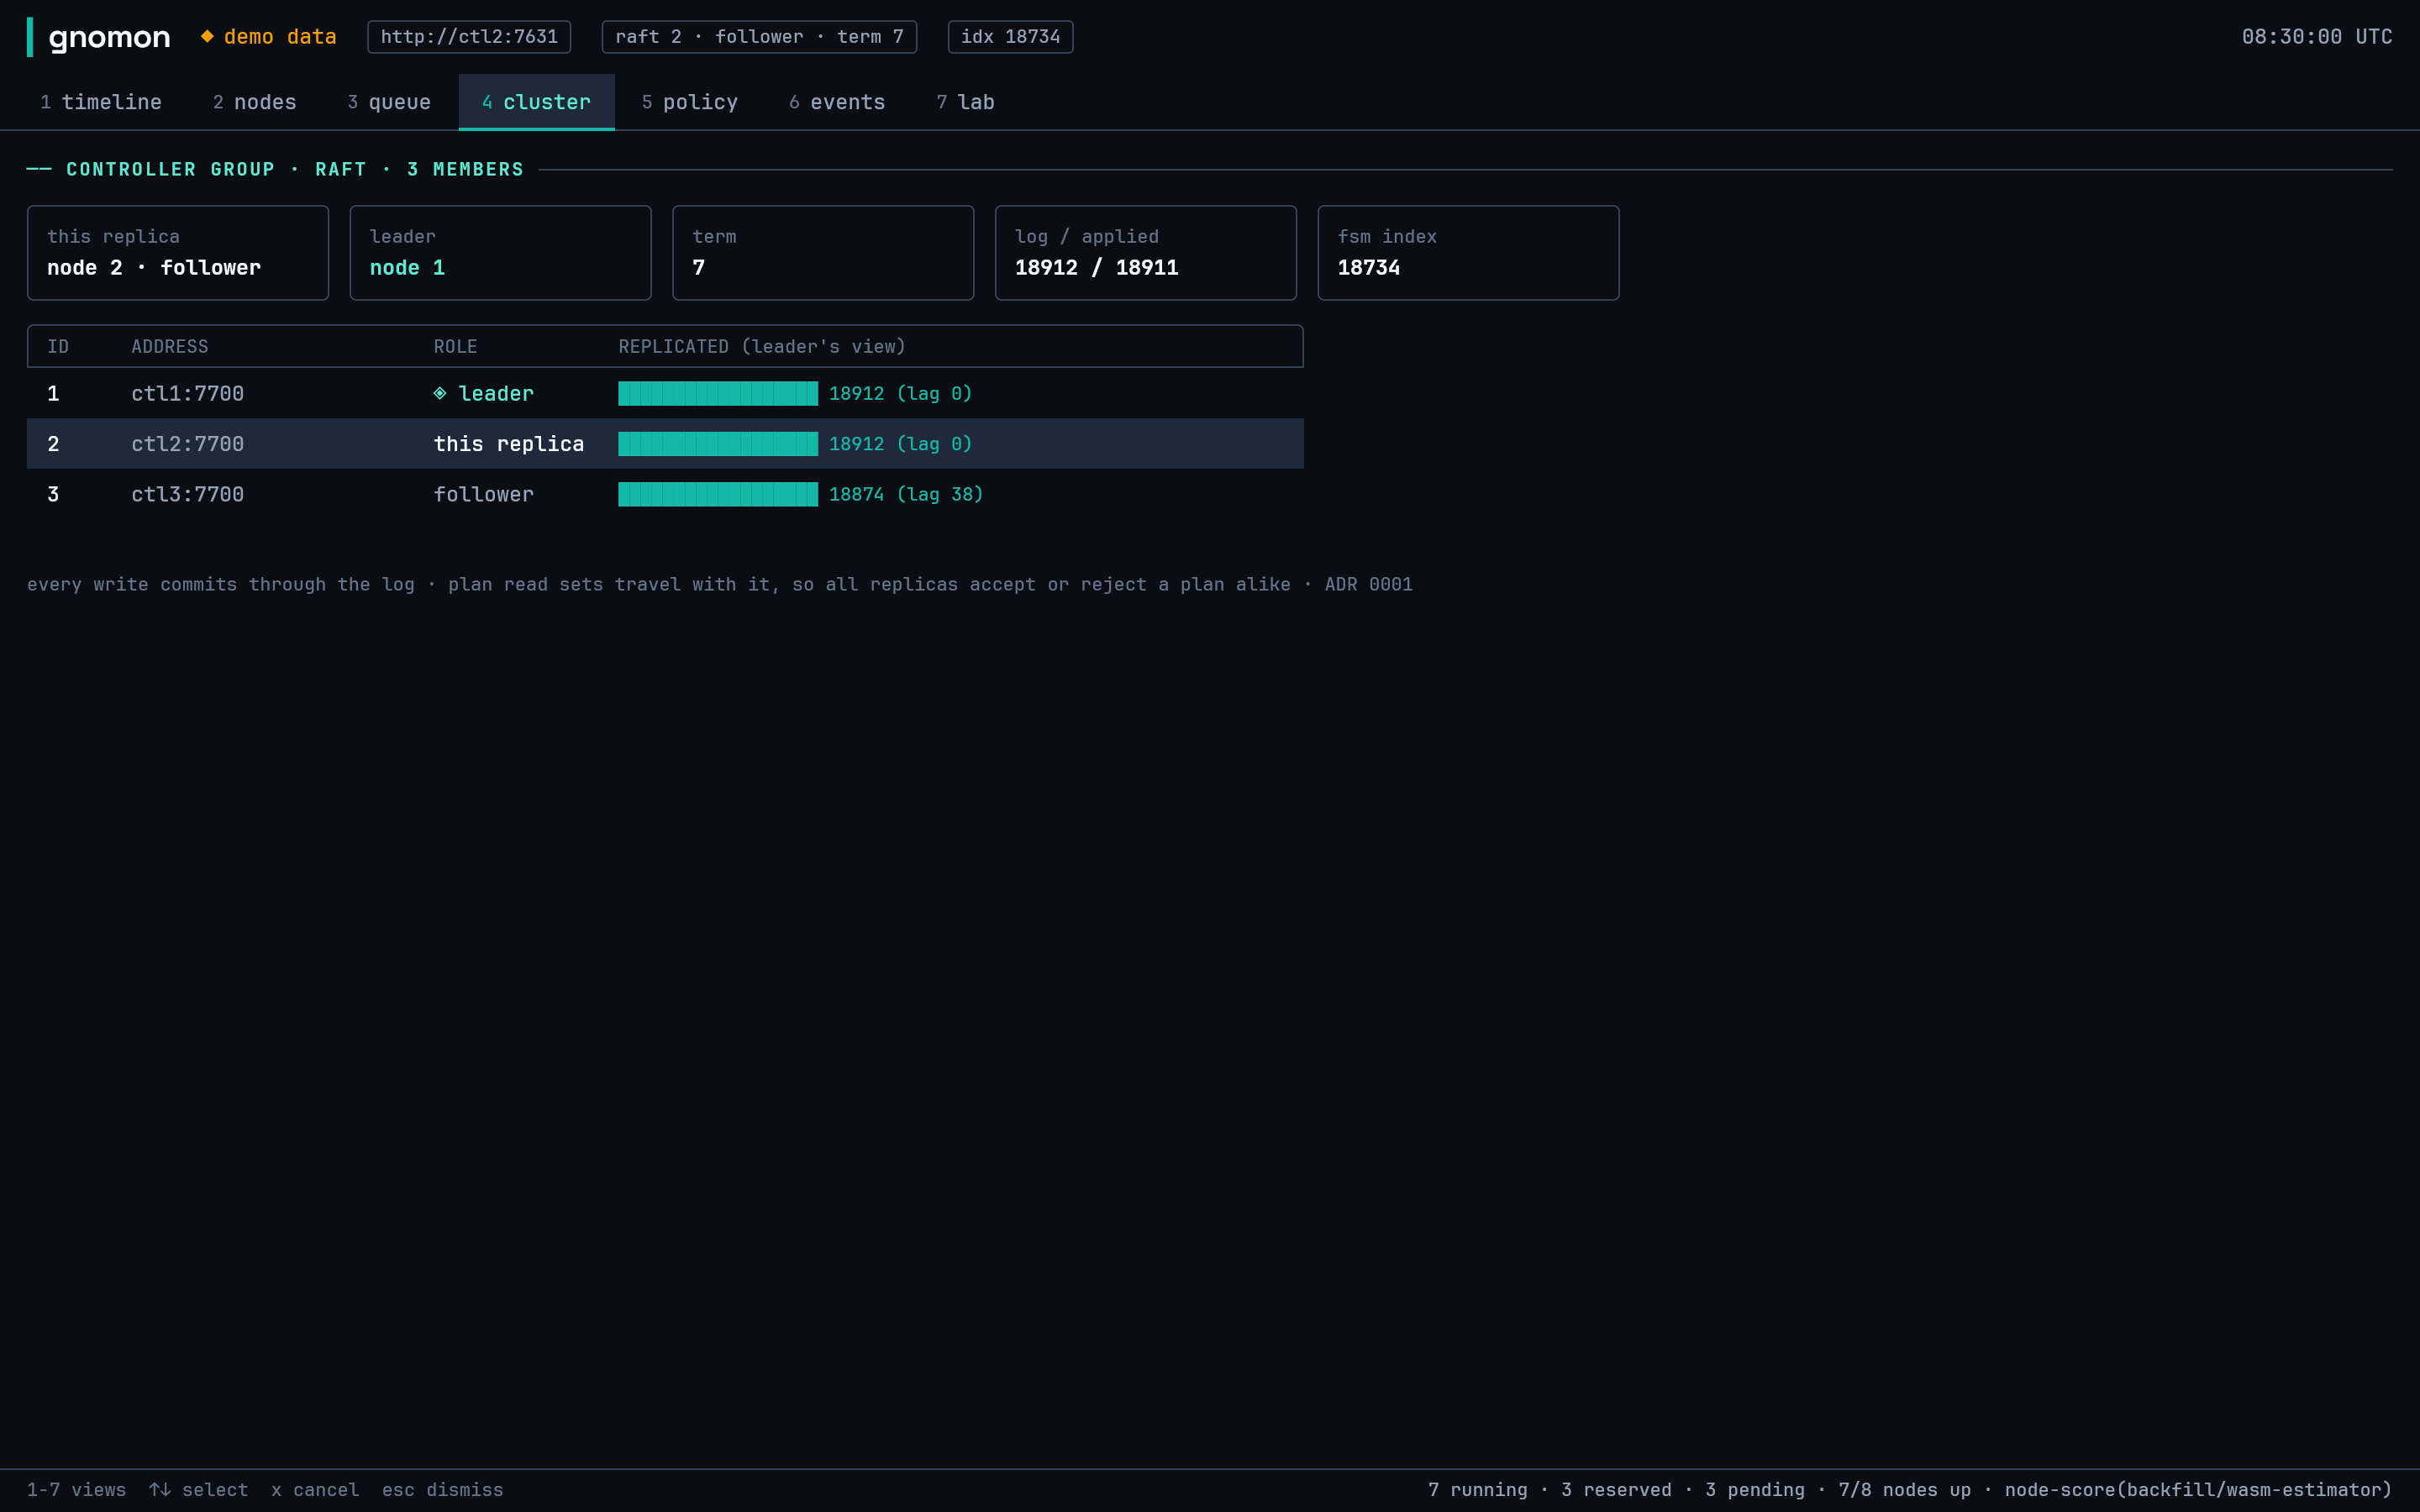 gnomon ◆ demo data http://ctl2:7631 raft 2 · follower · term 7 idx 18734 08:30:00 UTC
1 timeline 2 nodes 3 queue 4 cluster 5 policy 6 events 7 lab
── CONTROLLER GROUP · RAFT · 3 MEMBERS
this replica leader term log / applied fsm index
node 2 · follower node 1 7 18912 / 18911 18734
ID ADDRESS ROLE REPLICATED (leader's view)
1 ctl1:7700 ◈ leader 18912 (lag 0)
2 ctl2:7700 this replica 18912 (lag 0)
3 ctl3:7700 follower 18874 (lag 38)
every write commits through the log · plan read sets travel with it, so all replicas accept or reject a plan alike · ADR 0001
1-7 views ↑↓ select x cancel esc dismiss 7 running · 3 reserved · 3 pending · 7/8 nodes up · node-score(backfill/wasm-estimator)